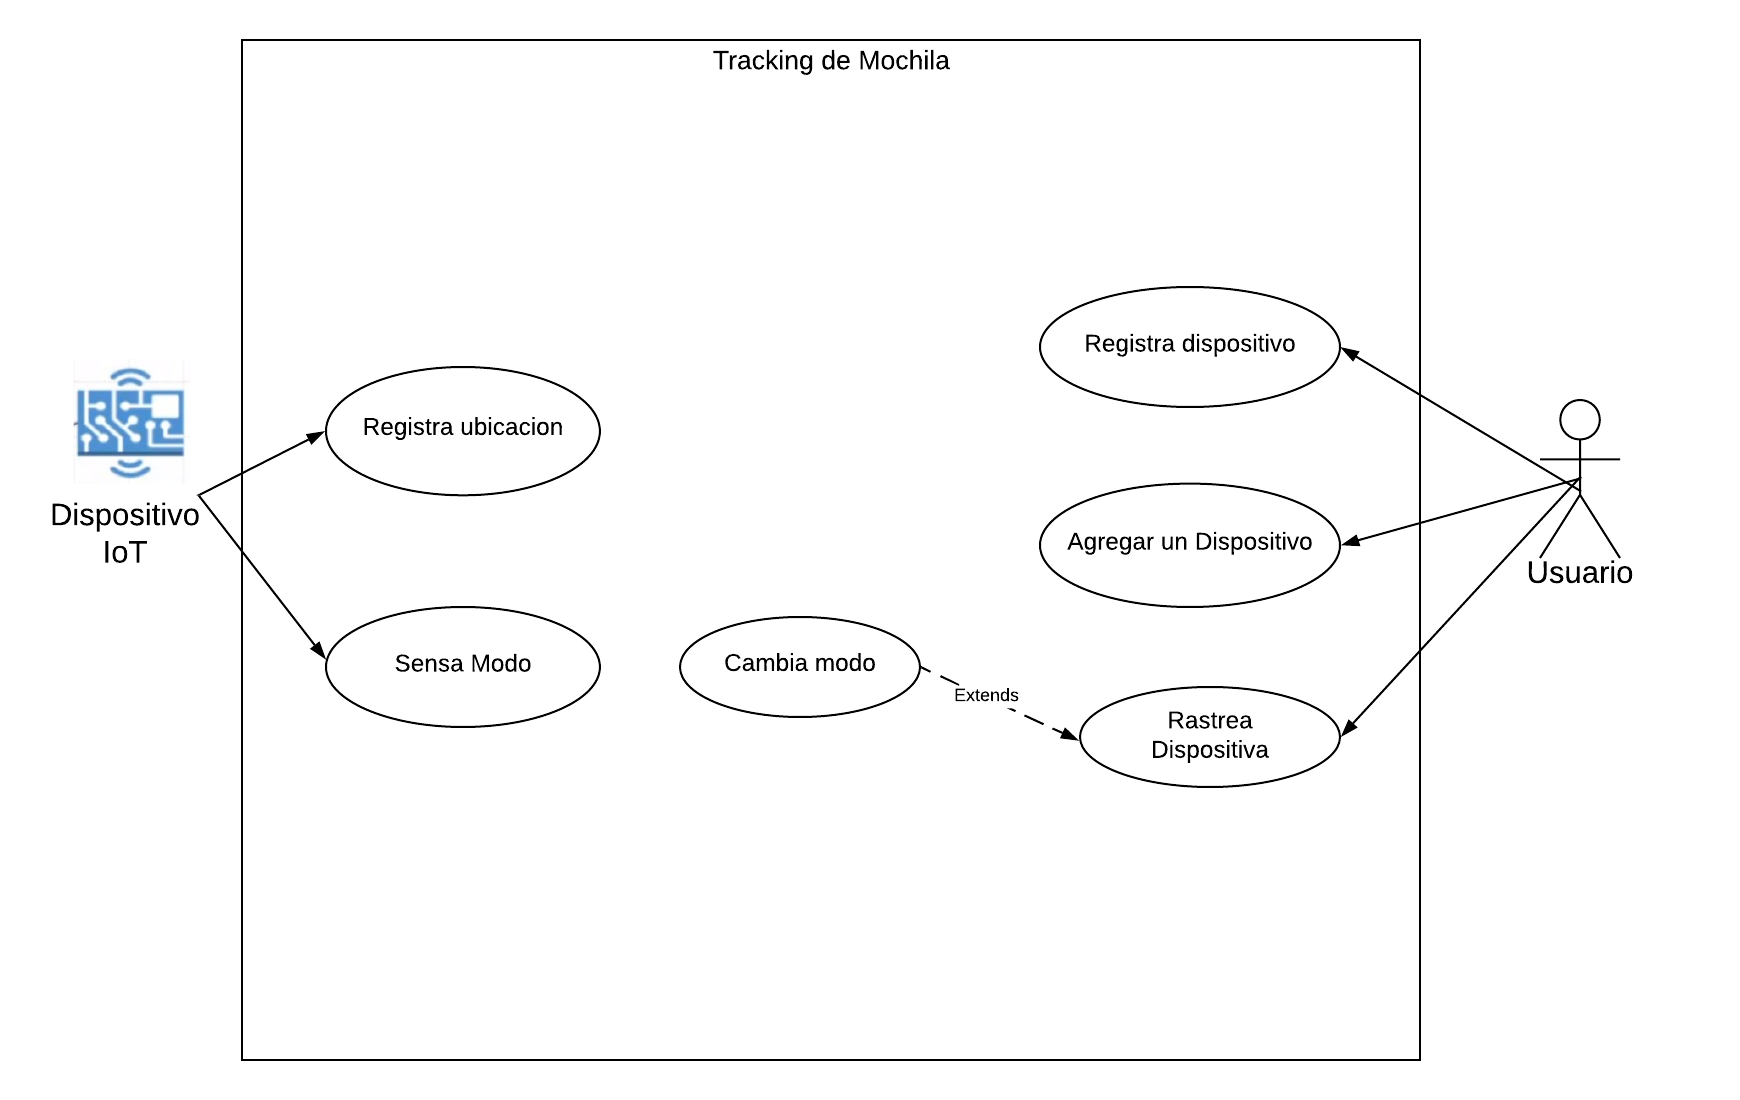 Tracking de Mochila
Registra dispositivo
Registra ubicacion
Dispositivo
IoT
Agregar un Dispositivo
Usuario
Sensa Modo
Cambia modo
Extends
Rastrea
Dispositiva